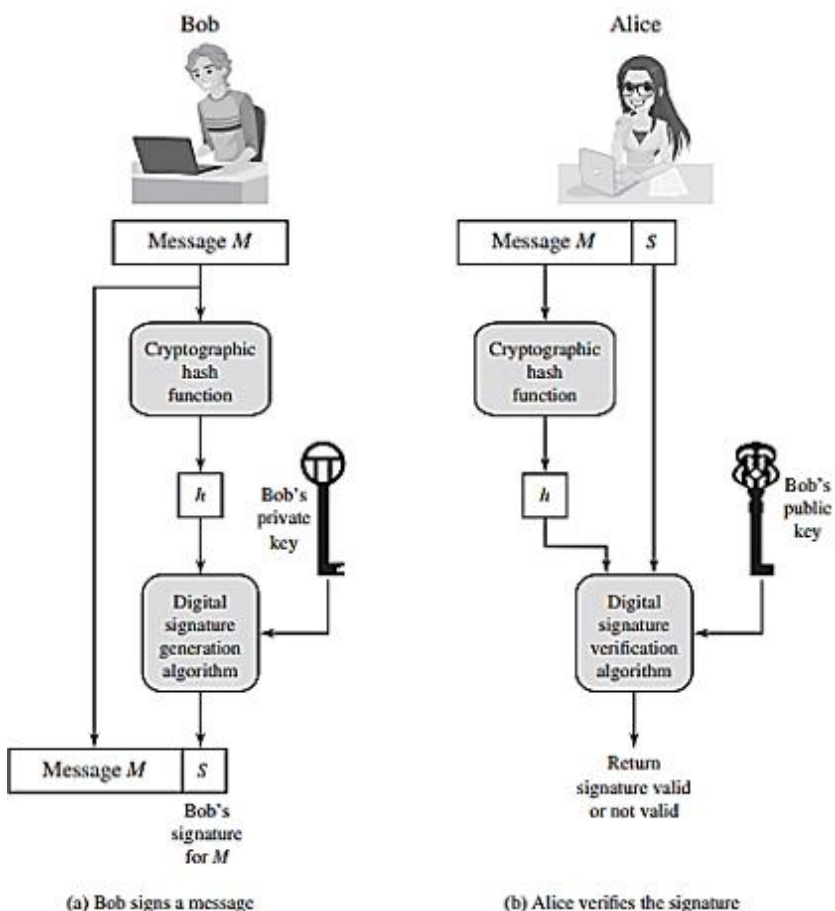 Bob
Message M
Cryptographic
hash
function
h
Bob's
private
key
Digital
signature
generation
algorithm
Message M
S
Bob's
signature
for M
(a) Bob signs a message
Alice
Message M
S
Cryptographic
hash
function
h
Bob's
public
key
Digital
signature
verification
algorithm
Return
signature valid
or not valid
(b) Alice verifies the signature